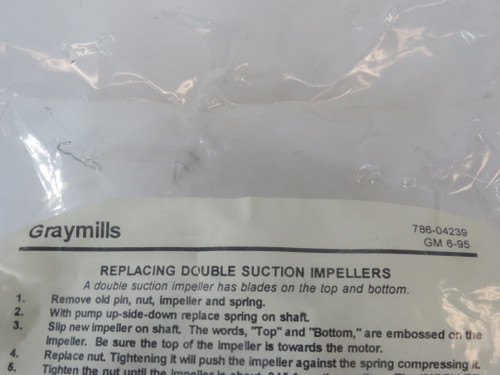 Graymills
786-04239
GM 6-95
REPLACING DOUBLE SUCTION IMPELLERS
A double suction impeller has blades on the top and bottom.
1. Remove old pin, nut, impeller and spring.
2. With pump up-side-down replace spring on shaft.
3. Slip new impeller on shaft. The words, "Top" and "Bottom," are embossed on the
impeller. Be sure the top of the impeller is towards the motor.
4. Replace nut. Tightening it will push the impeller against the spring compressing it.
5. Tighten the nut until the impeller is about